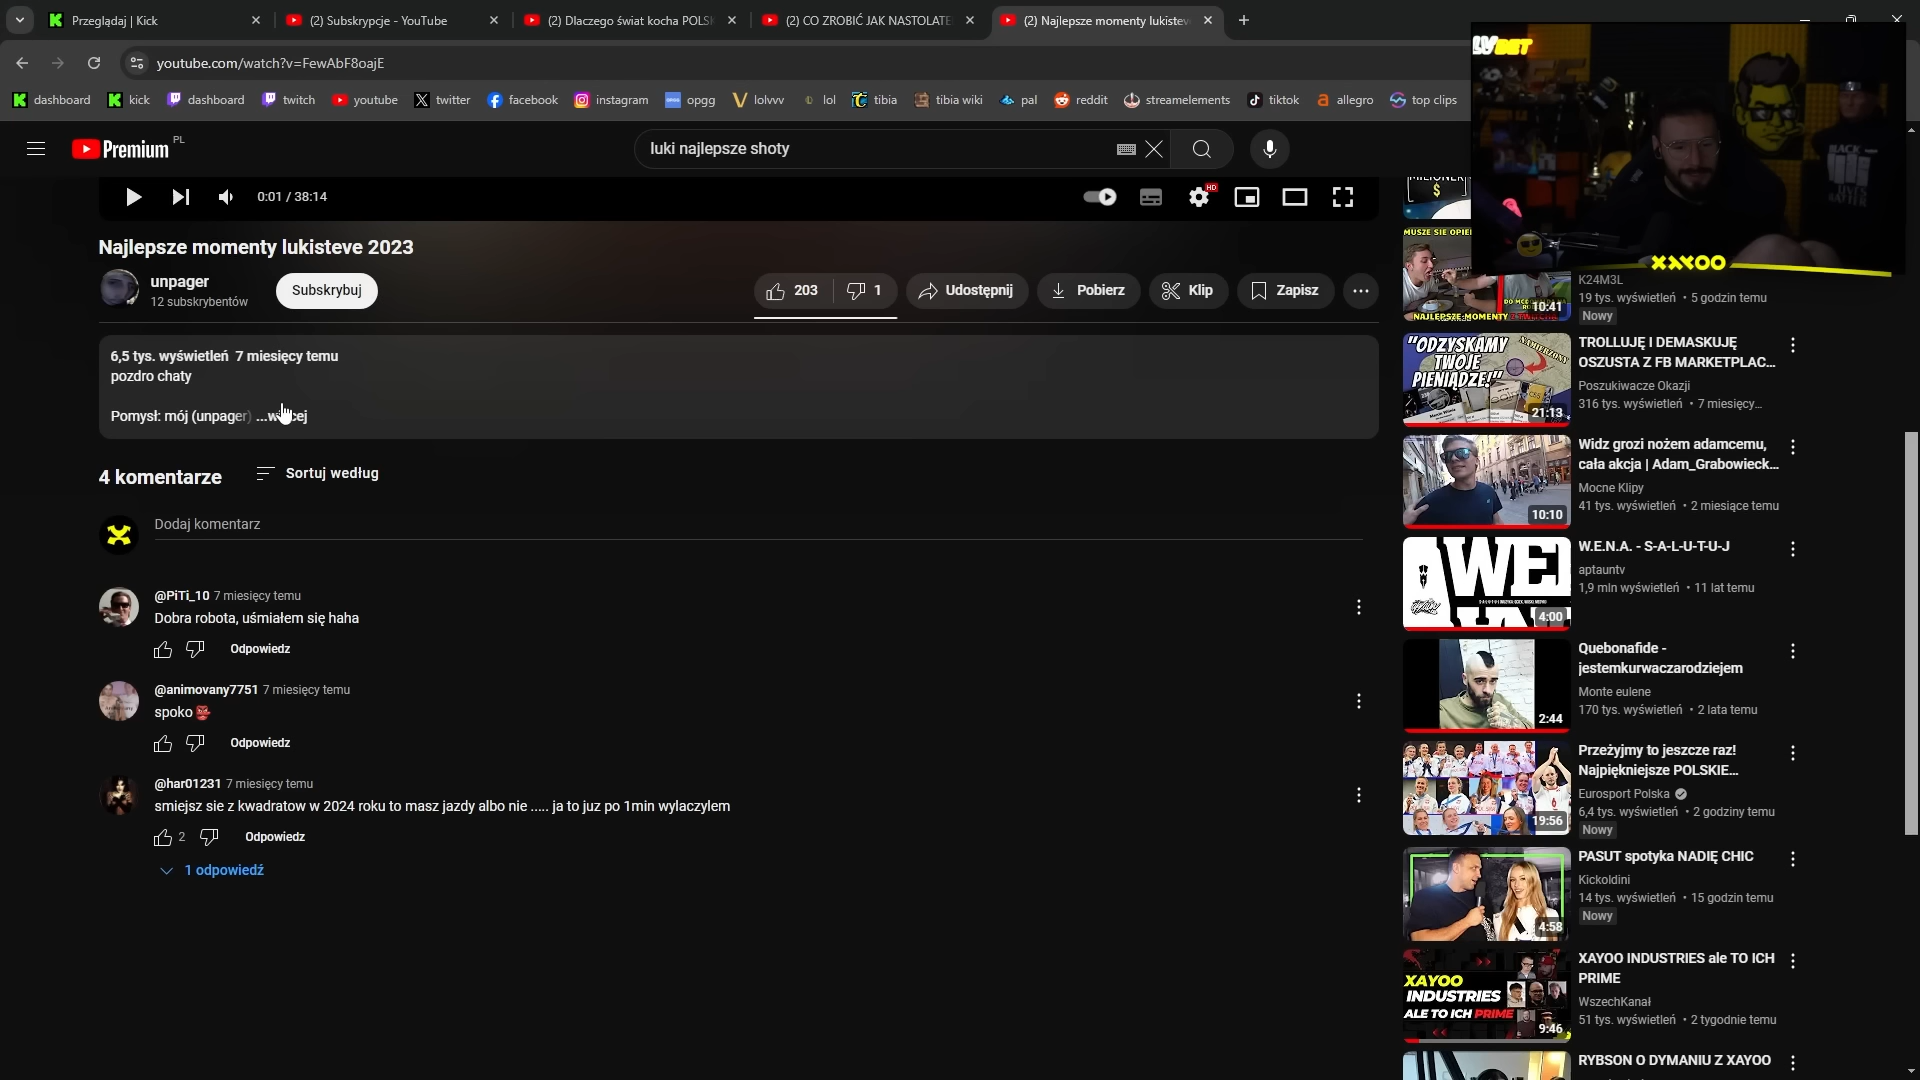 Przeglądaj | Kick
(2) Subskrypcje - YouTube
(2) Dlaczego świat kocha POLSK
(2) CO ZROBIĆ JAK NASTOLATE
(2) Najlepsze momenty lukisteve
youtube.com/watch?v=FewAbF8oajE
dashboard
kick
dashboard
twitch
youtube
twitter
facebook
instagram
opgg
lolvvv
lol
tibia
tibia wiki
pal
reddit
streamelements
tiktok
allegro
top clips
Premium PL
luki najlepsze shoty
0:01 / 38:14
HD
Najlepsze momenty lukisteve 2023
unpager
12 subskrybentów
Subskrybuj
203
1
Udostępnij
Pobierz
Klip
Zapisz
6,5 tys. wyświetleń 7 miesięcy temu
pozdro chaty
Pomysł: mój (unpager)
4 komentarze
Sortuj według
Dodaj komentarz
@PiTi_10 7 miesięcy temu
Dobra robota, uśmiałem się haha
Odpowiedz
@animovany7751 7 miesięcy temu
spoko👺
Odpowiedz
@har01231 7 miesięcy temu
smiejsz sie z kwadratow w 2024 roku to masz jazdy albo nie ..... ja to juz po 1min wylaczylem
2
Odpowiedz
1 odpowiedź
XAYOO
BLACK
MILIONER
$
MUSZE SIE OPIE
NAJLEPSZE MOMENTY Z TWITCHA
10:41
K24M3L
19 tys. wyświetleń • 5 godzin temu
Nowy
"ODZYSKAMY
TWOJE
PIENIĄDZE!"
NAMIERZONY
21:13
TROLLUJĘ I DEMASKUJĘ
OSZUSTA Z FB MARKETPLAC...
Poszukiwacze Okazji
316 tys. wyświetleń • 7 miesięcy...
10:10
Widz grozi nożem adamcemu,
cała akcja | Adam_Grabowieck...
Mocne Klipy
41 tys. wyświetleń • 2 miesiące temu
4:00
W.E.N.A. - S-A-L-U-T-U-J
aptauntv
1,9 mln wyświetleń • 11 lat temu
2:44
Quebonafide -
jestemkurwaczarodziejem
Monte eulene
170 tys. wyświetleń • 2 lata temu
19:56
Przeżyjmy to jeszcze raz!
Najpiękniejsze POLSKIE...
Eurosport Polska
6,4 tys. wyświetleń • 2 godziny temu
Nowy
4:58
PASUT spotyka NADIĘ CHIC
Kickoldini
14 tys. wyświetleń • 15 godzin temu
Nowy
XAYOO
INDUSTRIES
ALE TO ICH PRIME
9:46
XAYOO INDUSTRIES ale TO ICH
PRIME
WszechKanał
51 tys. wyświetleń • 2 tygodnie temu
RYBSON O DYMANIU Z XAYOO